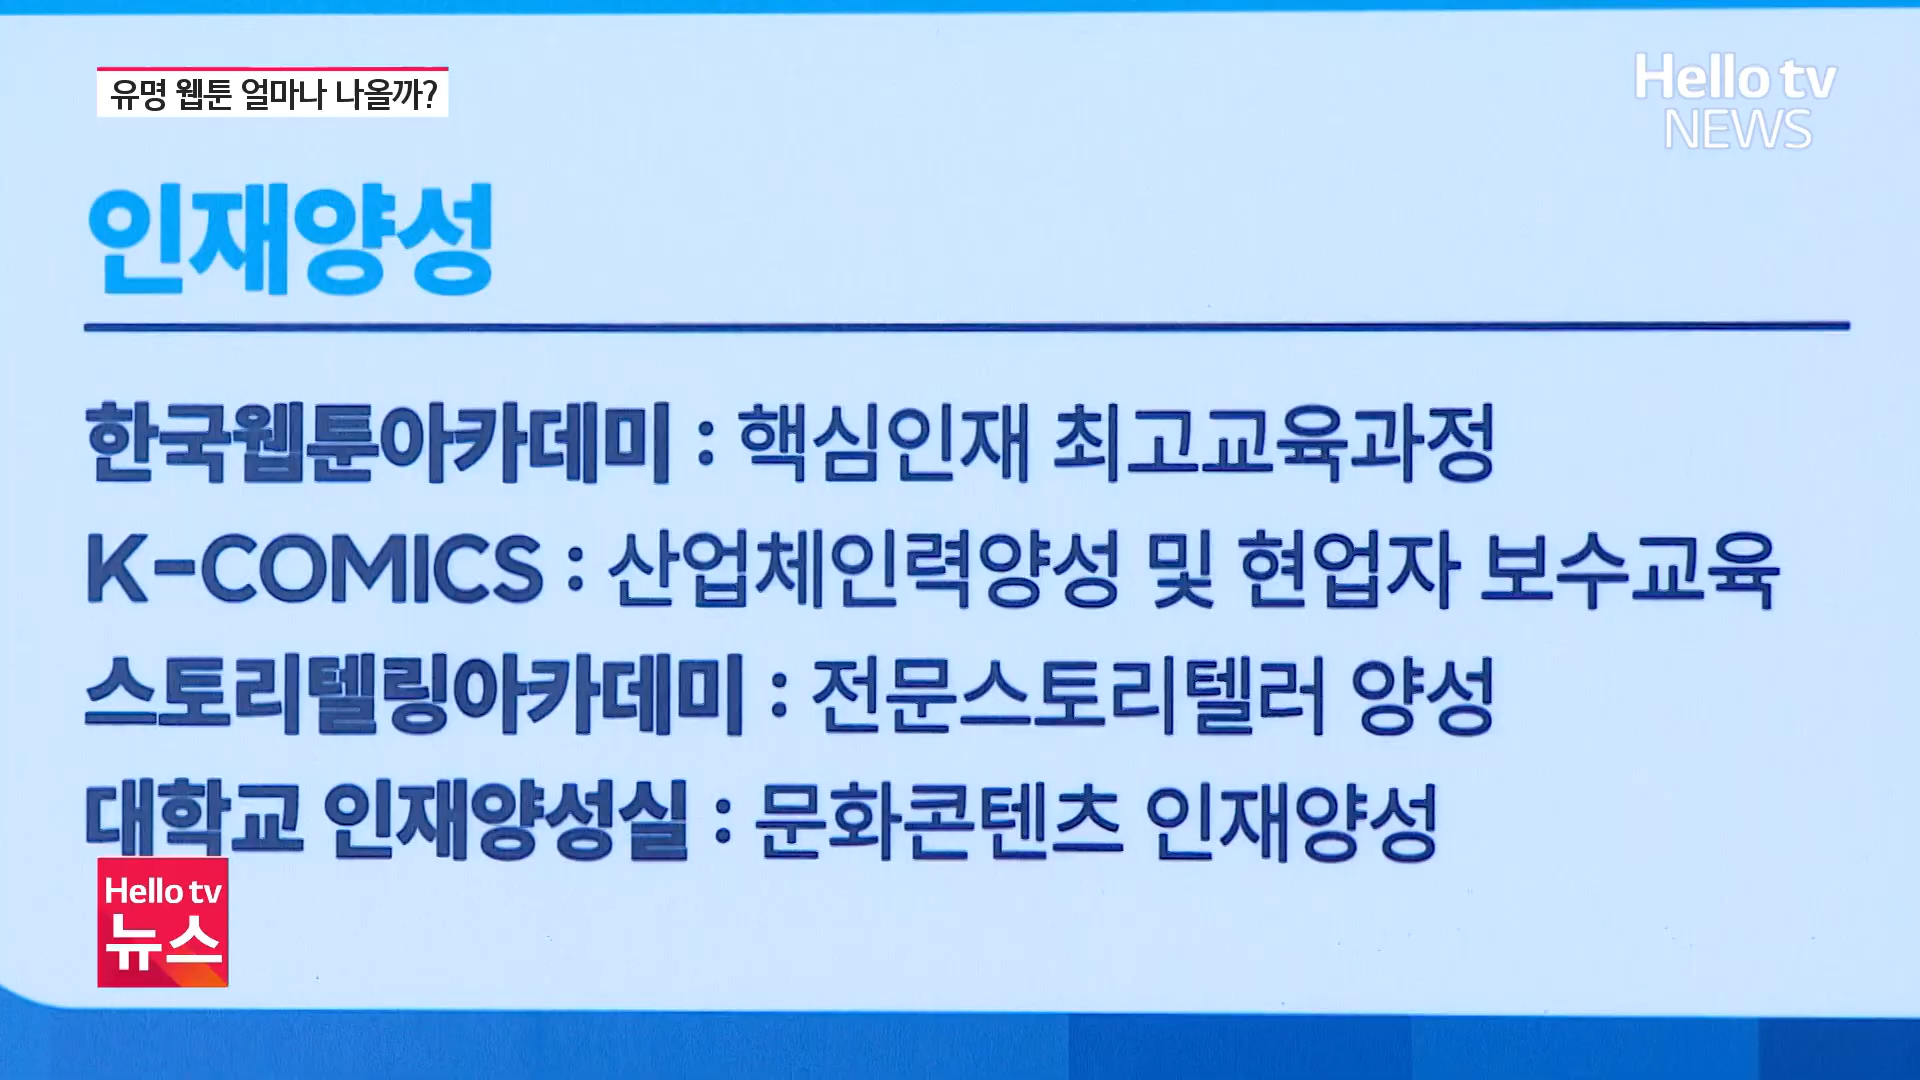 유명 웹툰 얼마나 나올까?
Hello tv
NEWS
인재양성
한국웹툰아카데미 : 핵심인재 최고교육과정
K-COMICS : 산업체인력양성 및 현업자 보수교육
스토리텔링아카데미 : 전문스토리텔러 양성
대학교 인재양성실 : 문화콘텐츠 인재양성
Hello tv
뉴스